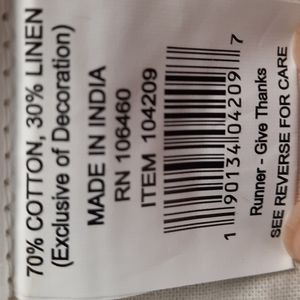 70% COTTON, 30% LINEN
(Exclusive of Decoration)
MADE IN INDIA
RN 106460
ITEM 104209
1 90134 04209 7
Runner - Give Thanks
SEE REVERSE FOR CARE